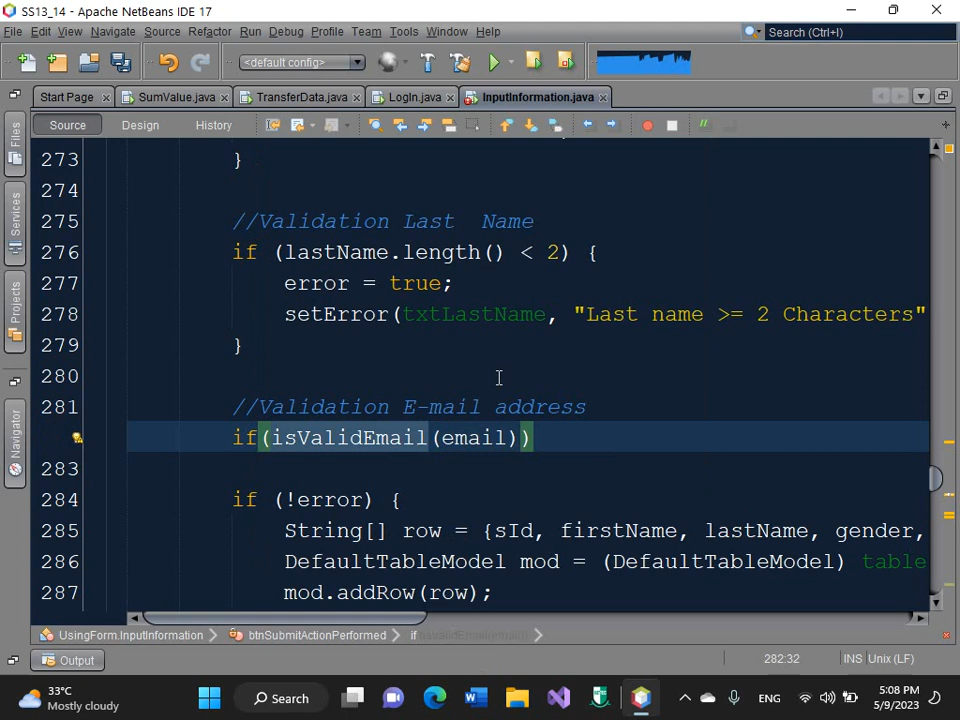 SS13_14 - Apache NetBeans IDE 17
File Edit View Navigate Source Refactor Run Debug Profile Team Tools Window Help
Search (Ctrl+I)
<default config>
Start Page
SumValue.java
TransferData.java
LogIn.java
InputInformation.java
Source Design History
Files
Services
Projects
Navigator
273 }
274
275 //Validation Last  Name
276 if (lastName.length() < 2) {
277 error = true;
278 setError(txtLastName, "Last name >= 2 Characters"
279 }
280
281 //Validation E-mail address
if(isValidEmail(email))
283
284 if (!error) {
285 String[] row = {sId, firstName, lastName, gender,
286 DefaultTableModel mod = (DefaultTableModel) table
287 mod.addRow(row);
UsingForm.InputInformation
btnSubmitActionPerformed
if
Output
282:32
INS
Unix (LF)
33°C
Mostly cloudy
Search
ENG
5:08 PM
5/9/2023